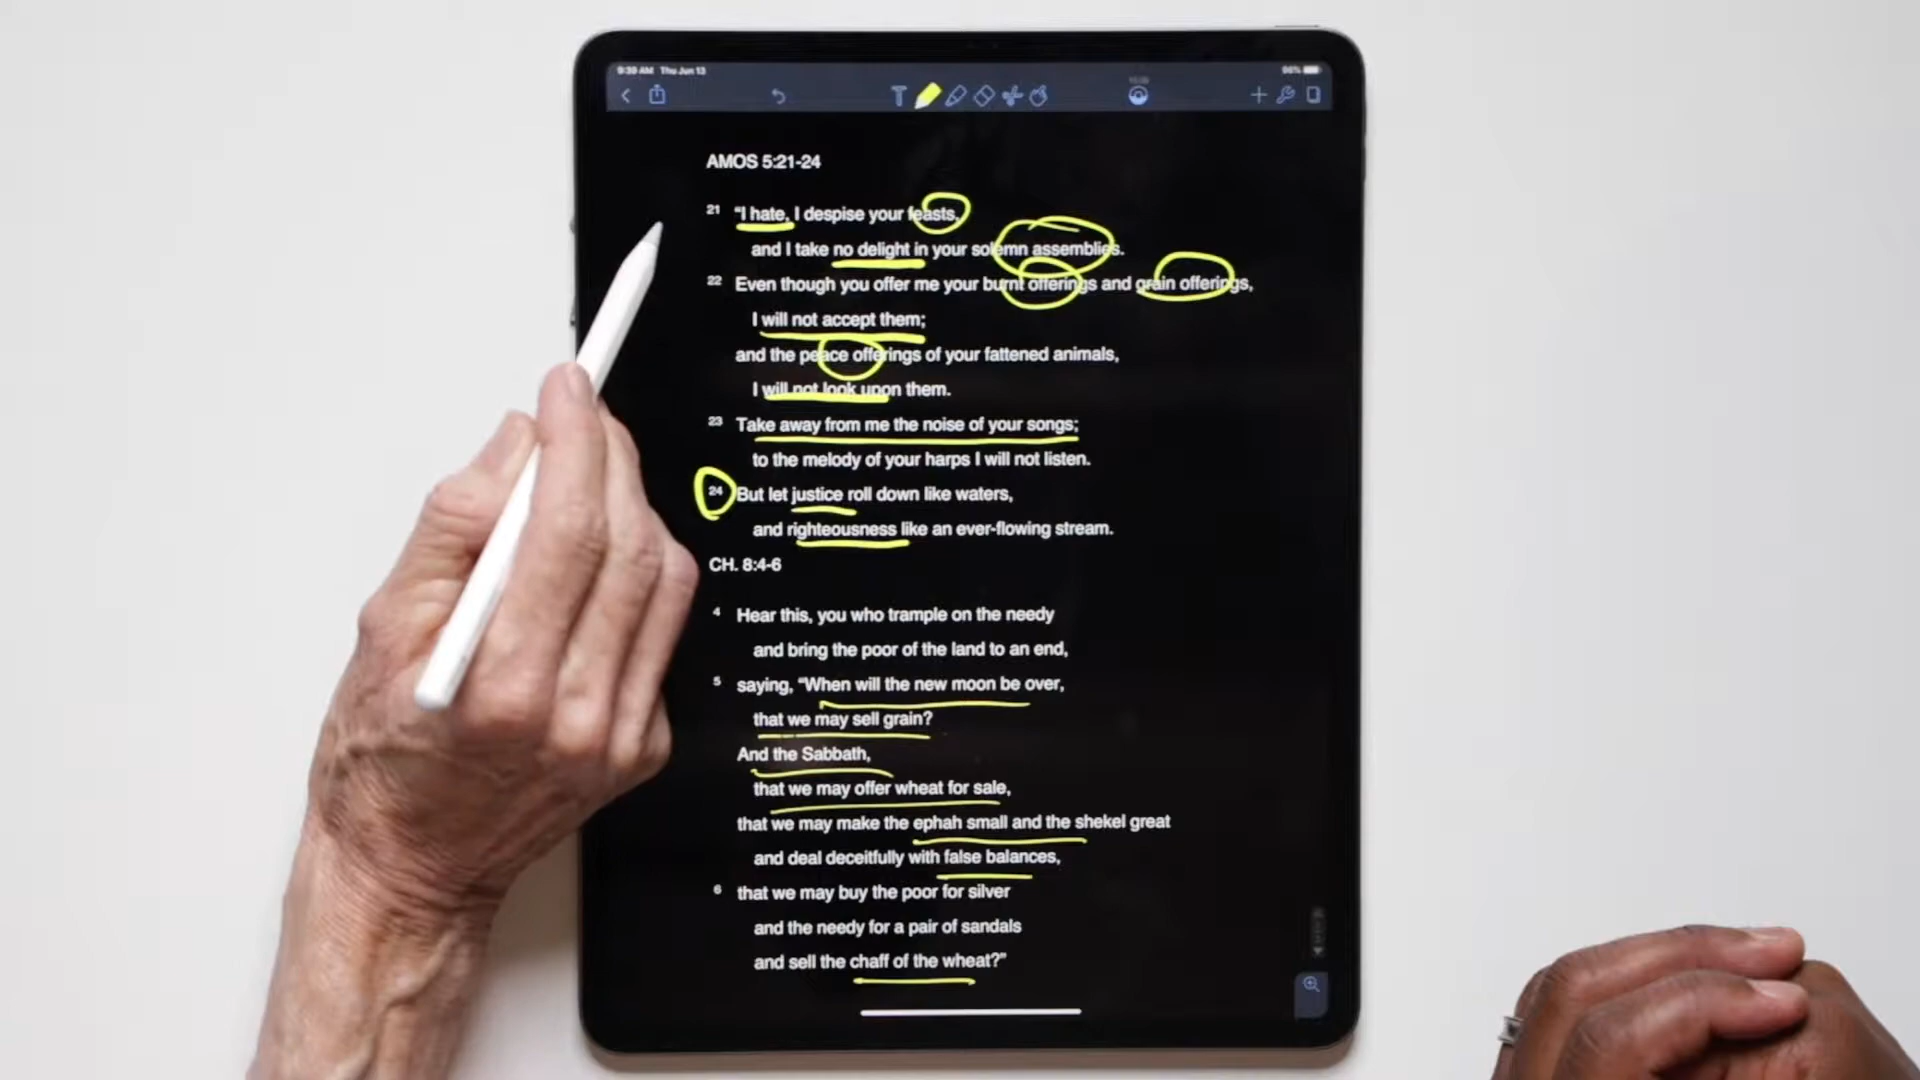 9:39 AM Thu Jun 13
96%
AMOS 5:21-24
21 “I hate, I despise your feasts,
and I take no delight in your solemn assemblies.
22 Even though you offer me your burnt offerings and grain offerings,
I will not accept them;
and the peace offerings of your fattened animals,
I will not look upon them.
23 Take away from me the noise of your songs;
to the melody of your harps I will not listen.
24 But let justice roll down like waters,
and righteousness like an ever-flowing stream.
CH. 8:4-6
4 Hear this, you who trample on the needy
and bring the poor of the land to an end,
5 saying, “When will the new moon be over,
that we may sell grain?
And the Sabbath,
that we may offer wheat for sale,
that we may make the ephah small and the shekel great
and deal deceitfully with false balances,
6 that we may buy the poor for silver
and the needy for a pair of sandals
and sell the chaff of the wheat?”